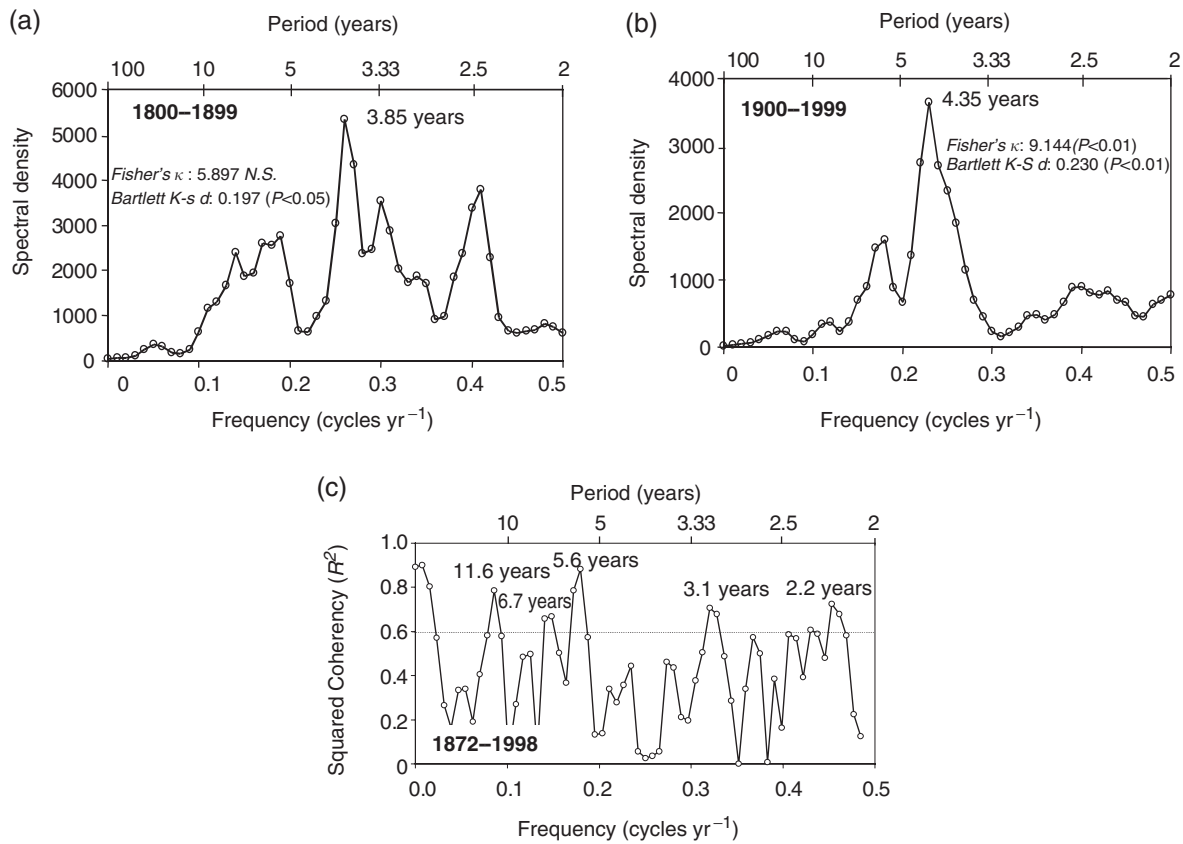 (a)
Period (years)
100 10 5 3.33 2.5 2
6000
5000
4000
3000
2000
1000
0
Spectral density
1800–1899
3.85 years
Fisher's κ : 5.897 N.S.
Bartlett K-s d: 0.197 (P<0.05)
0 0.1 0.2 0.3 0.4 0.5
Frequency (cycles yr⁻¹)
(b)
Period (years)
100 10 5 3.33 2.5 2
4000
3000
2000
1000
0
Spectral density
1900–1999
4.35 years
Fisher's κ: 9.144(P<0.01)
Bartlett K-S d: 0.230 (P<0.01)
0 0.1 0.2 0.3 0.4 0.5
Frequency (cycles yr⁻¹)
(c)
Period (years)
10 5 3.33 2.5 2
1.0
0.8
0.6
0.4
0.2
0
Squared Coherency (R²)
11.6 years
6.7 years
5.6 years
3.1 years
2.2 years
1872–1998
0.0 0.1 0.2 0.3 0.4 0.5
Frequency (cycles yr⁻¹)